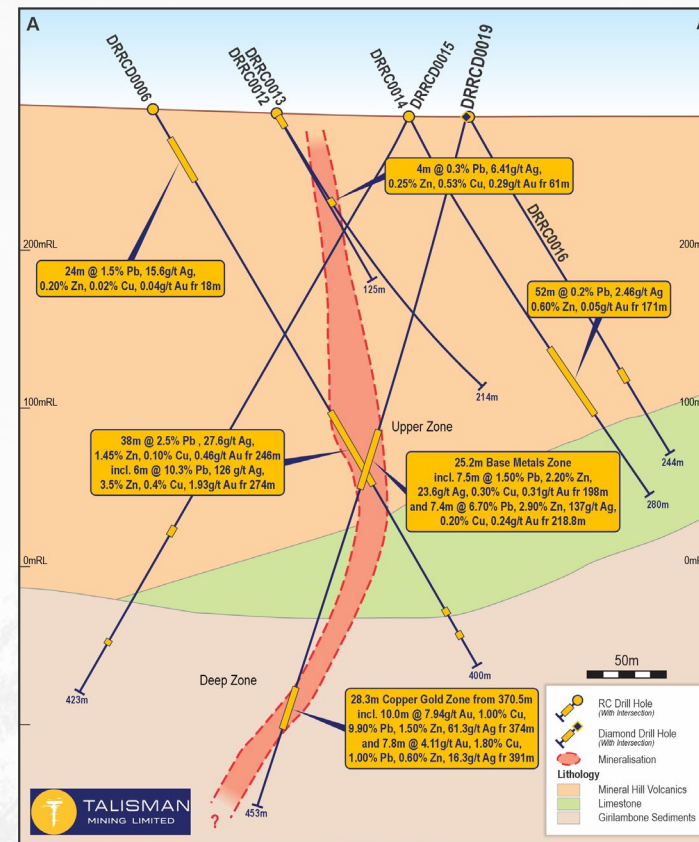 A
DRRCD0006
DRRC0013
DRRC0012
DRRC0014
DRRCD0015
DRRCD0019
DRRC0016
4m @ 0.3% Pb, 6.41g/t Ag,
0.25% Zn, 0.53% Cu, 0.29g/t Au fr 61m
200mRL
200m
24m @ 1.5% Pb, 15.6g/t Ag,
0.20% Zn, 0.02% Cu, 0.04g/t Au fr 18m
125m
52m @ 0.2% Pb, 2.46g/t Ag
0.60% Zn, 0.05g/t Au fr 171m
214m
100mRL
100m
Upper Zone
38m @ 2.5% Pb , 27.6g/t Ag,
1.45% Zn, 0.10% Cu, 0.46g/t Au fr 246m
incl. 6m @ 10.3% Pb, 126 g/t Ag,
3.5% Zn, 0.4% Cu, 1.93g/t Au fr 274m
244m
25.2m Base Metals Zone
incl. 7.5m @ 1.50% Pb, 2.20% Zn,
23.6g/t Ag, 0.30% Cu, 0.31g/t Au fr 198m
and 7.4m @ 6.70% Pb, 2.90% Zn, 137g/t Ag,
0.20% Cu, 0.24g/t Au fr 218.8m
280m
0mRL
0mR
50m
400m
Deep Zone
423m
28.3m Copper Gold Zone from 370.5m
incl. 10.0m @ 7.94g/t Au, 1.00% Cu,
9.90% Pb, 1.50% Zn, 61.3g/t Ag fr 374m
and 7.8m @ 4.11g/t Au, 1.80% Cu,
1.00% Pb, 0.60% Zn, 16.3g/t Ag fr 391m
RC Drill Hole
(With Intersection)
Diamond Drill Hole
(With Intersection)
Mineralisation
Lithology
Mineral Hill Volcanics
Limestone
Girilambone Sediments
TALISMAN
MINING LIMITED
?
453m